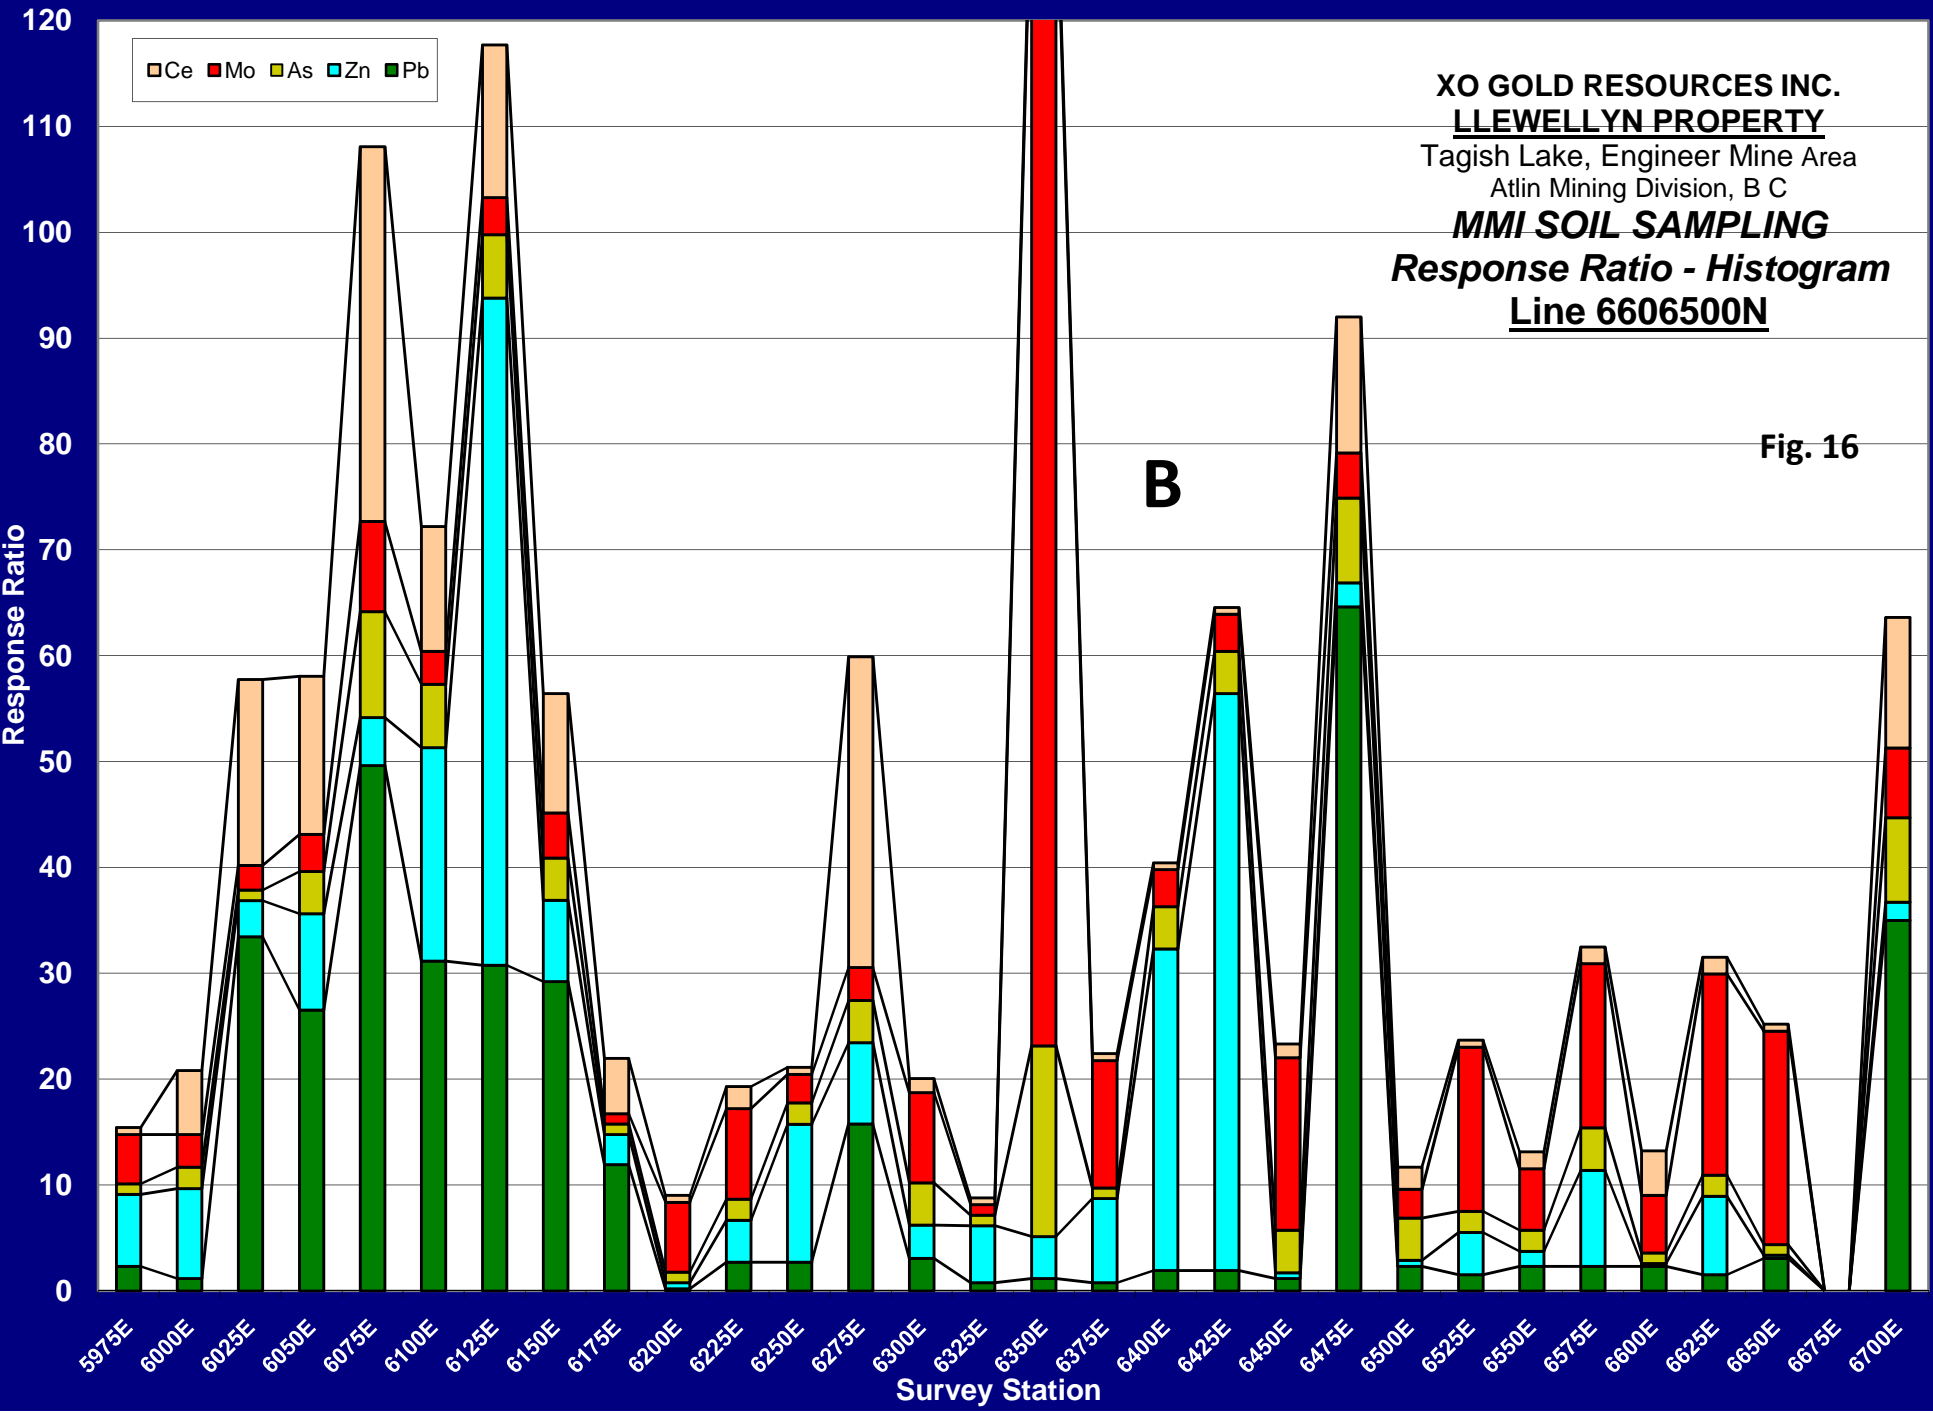 120
110
100
90
80
70
60
50
40
30
20
10
0
Response Ratio
Ce Mo As Zn Pb
XO GOLD RESOURCES INC.
LLEWELLYN PROPERTY
Tagish Lake, Engineer Mine Area
Atlin Mining Division, B C
MMI SOIL SAMPLING
Response Ratio - Histogram
Line 6606500N
Fig. 16
B
5975E 6000E 6025E 6050E 6075E 6100E 6125E 6150E 6175E 6200E 6225E 6250E 6275E 6300E 6325E 6350E 6375E 6400E 6425E 6450E 6475E 6500E 6525E 6550E 6575E 6600E 6625E 6650E 6675E 6700E
Survey Station